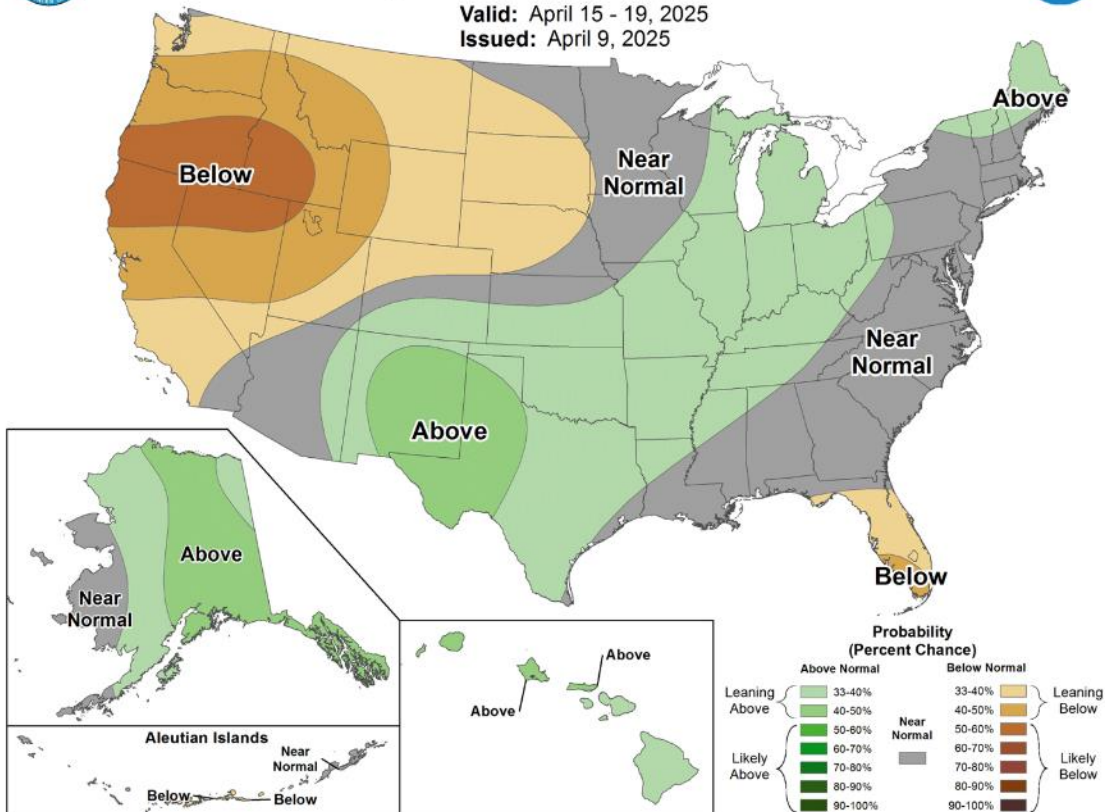 Valid: April 15 - 19, 2025
Issued: April 9, 2025
Above
Below
Near
Normal
Near
Normal
Above
Below
Above
Near
Normal
Above
Above
Aleutian Islands
Near
Normal
Below
Below
Probability
(Percent Chance)
Above Normal
Below Normal
Leaning
Above
33-40%
40-50%
Likely
Above
50-60%
60-70%
70-80%
80-90%
90-100%
Near
Normal
33-40%
40-50%
Leaning
Below
50-60%
60-70%
70-80%
80-90%
90-100%
Likely
Below